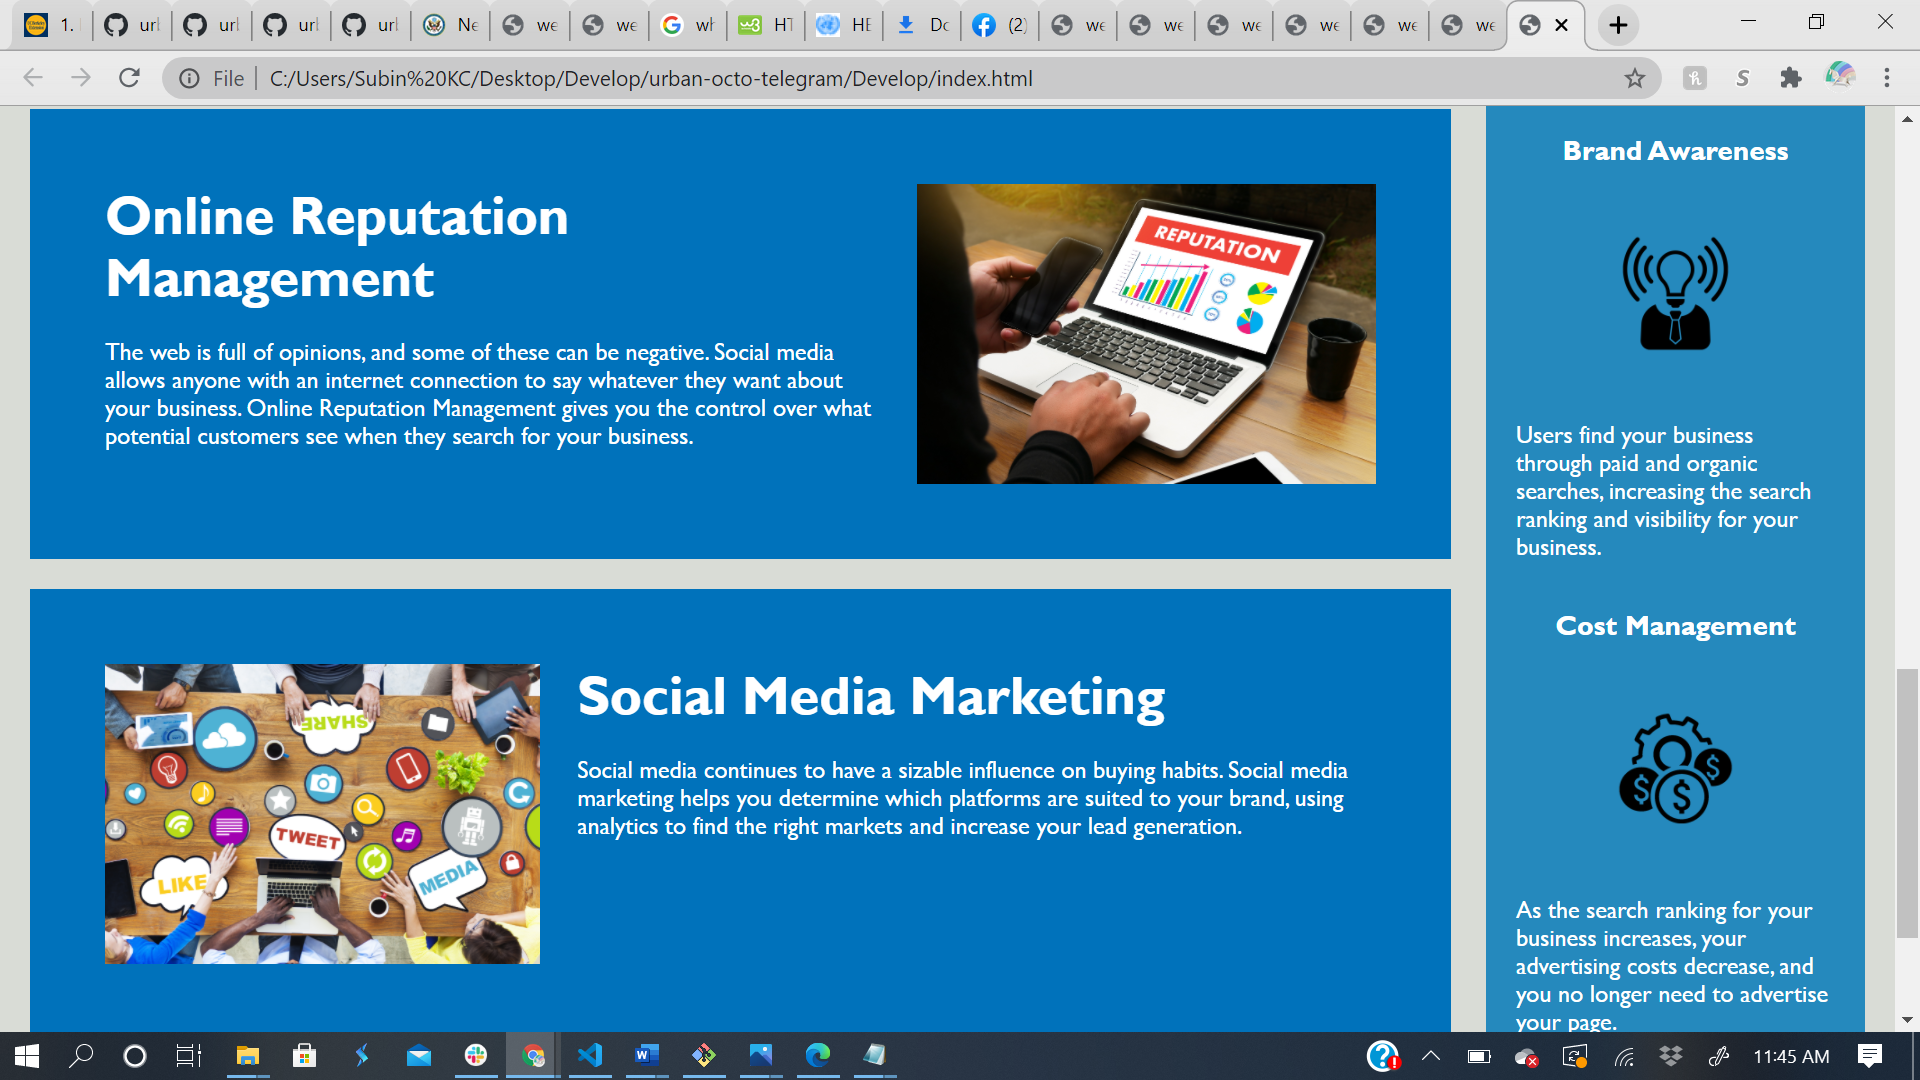 1.
url
url
url
url
Ne
we
we
wh
HT
HE
Do
(2)
we
we
we
we
we
we
File
C:/Users/Subin%20KC/Desktop/Develop/urban-octo-telegram/Develop/index.html
Online Reputation
Management
The web is full of opinions, and some of these can be negative. Social media
allows anyone with an internet connection to say whatever they want about
your business. Online Reputation Management gives you the control over what
potential customers see when they search for your business.
REPUTATION
Social Media Marketing
Social media continues to have a sizable influence on buying habits. Social media
marketing helps you determine which platforms are suited to your brand, using
analytics to find the right markets and increase your lead generation.
SHARE
TWEET
LIKE
MEDIA
Brand Awareness
Users find your business
through paid and organic
searches, increasing the search
ranking and visibility for your
business.
Cost Management
As the search ranking for your
business increases, your
advertising costs decrease, and
you no longer need to advertise
your page.
11:45 AM